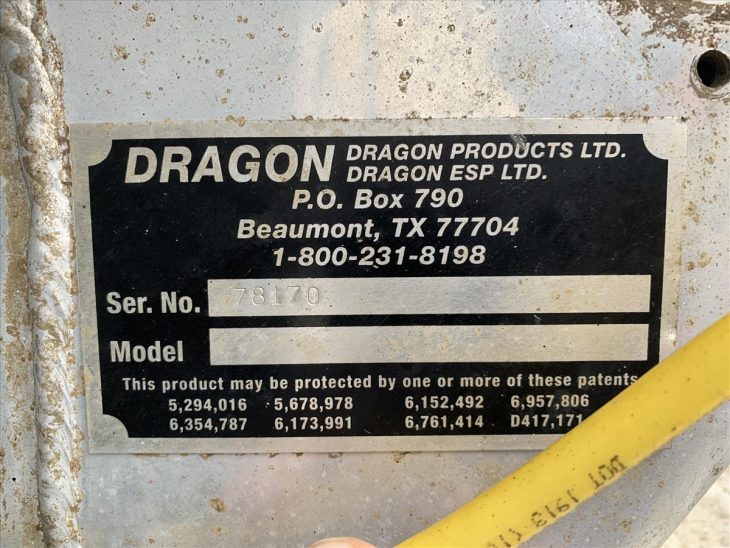 DRAGON DRAGON PRODUCTS LTD.
DRAGON ESP LTD.
P.O. Box 790
Beaumont, TX 77704
1-800-231-8198
Ser. No. 78170
Model
This product may be protected by one or more of these patents
5,294,016 5,678,978 6,152,492 6,957,806
6,354,787 6,173,991 6,761,414 D417,171